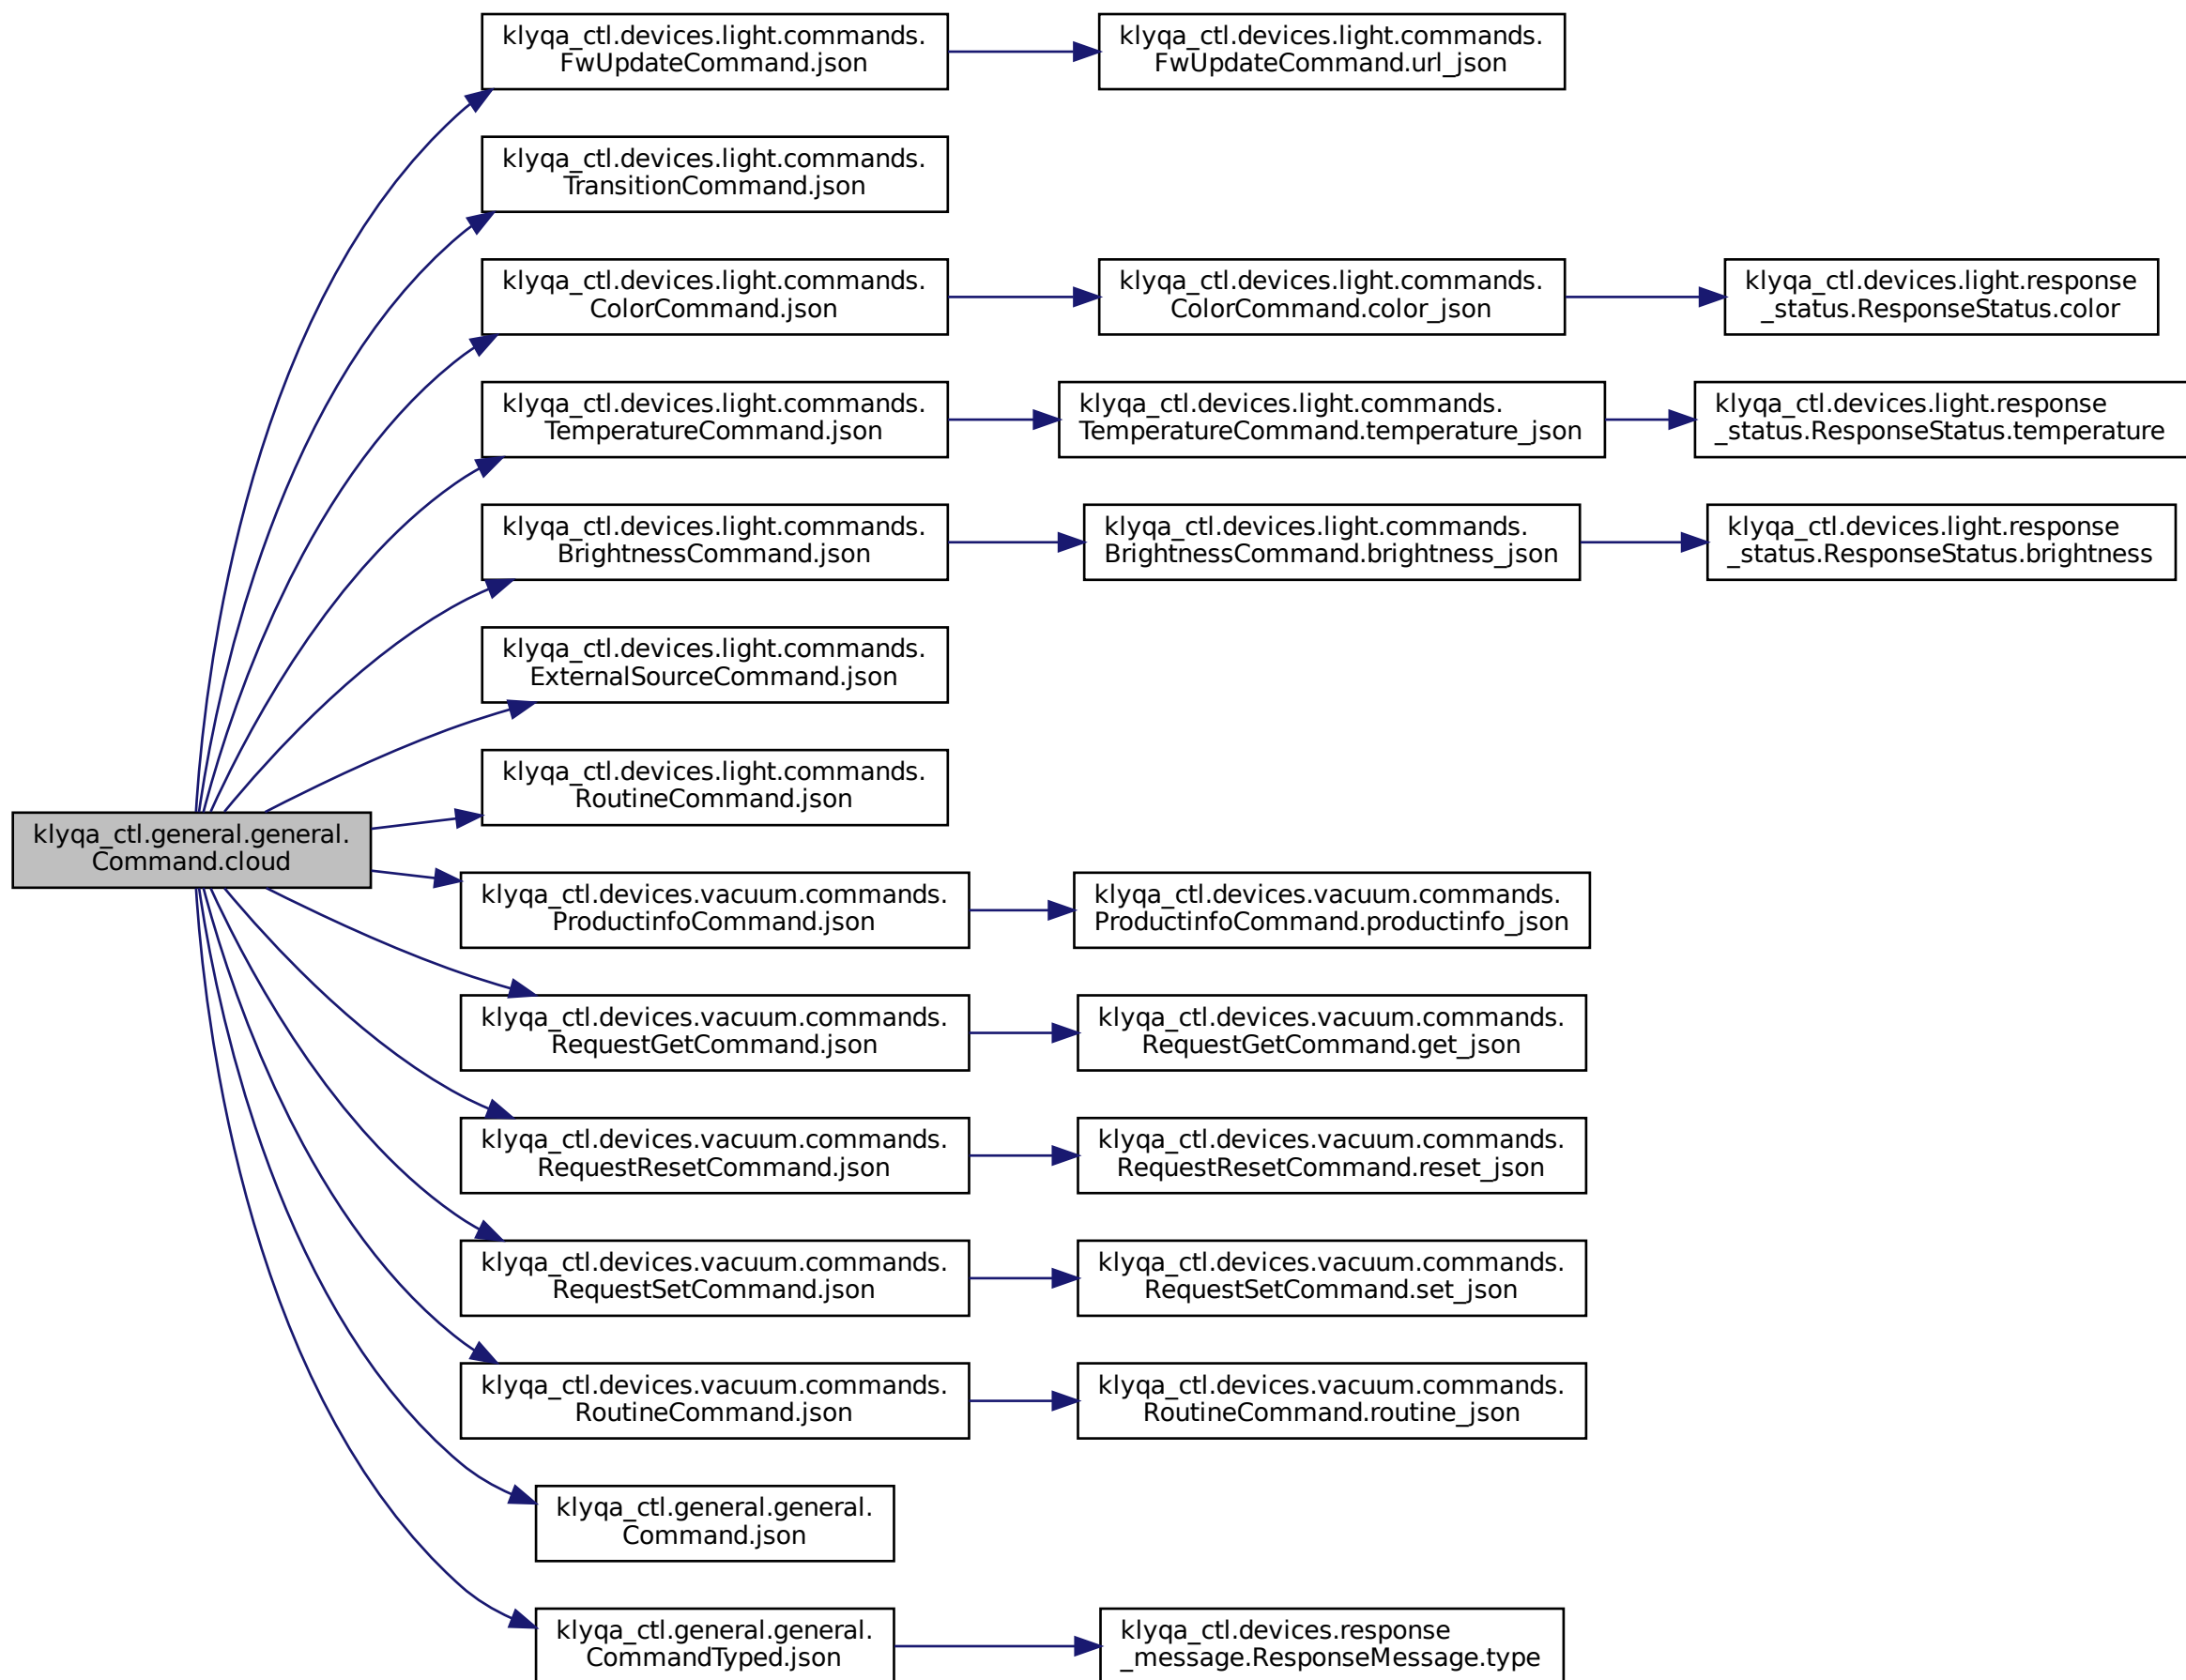 klyqa_ctl.devices.light.commands.
FwUpdateCommand.json
klyqa_ctl.devices.light.commands.
FwUpdateCommand.url_json
klyqa_ctl.devices.light.commands.
TransitionCommand.json
klyqa_ctl.devices.light.commands.
ColorCommand.json
klyqa_ctl.devices.light.commands.
ColorCommand.color_json
klyqa_ctl.devices.light.response
_status.ResponseStatus.color
klyqa_ctl.devices.light.commands.
TemperatureCommand.json
klyqa_ctl.devices.light.commands.
TemperatureCommand.temperature_json
klyqa_ctl.devices.light.response
_status.ResponseStatus.temperature
klyqa_ctl.devices.light.commands.
BrightnessCommand.json
klyqa_ctl.devices.light.commands.
BrightnessCommand.brightness_json
klyqa_ctl.devices.light.response
_status.ResponseStatus.brightness
klyqa_ctl.devices.light.commands.
ExternalSourceCommand.json
klyqa_ctl.devices.light.commands.
RoutineCommand.json
klyqa_ctl.general.general.
Command.cloud
klyqa_ctl.devices.vacuum.commands.
ProductinfoCommand.json
klyqa_ctl.devices.vacuum.commands.
ProductinfoCommand.productinfo_json
klyqa_ctl.devices.vacuum.commands.
RequestGetCommand.json
klyqa_ctl.devices.vacuum.commands.
RequestGetCommand.get_json
klyqa_ctl.devices.vacuum.commands.
RequestResetCommand.json
klyqa_ctl.devices.vacuum.commands.
RequestResetCommand.reset_json
klyqa_ctl.devices.vacuum.commands.
RequestSetCommand.json
klyqa_ctl.devices.vacuum.commands.
RequestSetCommand.set_json
klyqa_ctl.devices.vacuum.commands.
RoutineCommand.json
klyqa_ctl.devices.vacuum.commands.
RoutineCommand.routine_json
klyqa_ctl.general.general.
Command.json
klyqa_ctl.general.general.
CommandTyped.json
klyqa_ctl.devices.response
_message.ResponseMessage.type